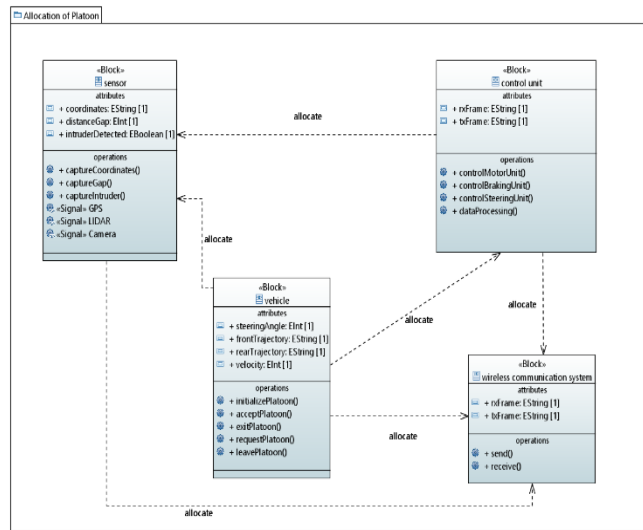 Allocation of Platoon
«Block»
sensor
attributes
+ coordinates: EString [1]
+ distanceGap: EInt [1]
+ intruderDetected: EBoolean [1]
operations
+ captureCoordinates()
+ captureGap()
+ captureIntruder()
«Signal» GPS
«Signal» LIDAR
«Signal» Camera
«Block»
control unit
attributes
+ rxFrame: EString [1]
+ txFrame: EString [1]
operations
+ controlMotorUnit()
+ controlBrakingUnit()
+ controlSteeringUnit()
+ dataProcessing()
allocate
allocate
«Block»
vehicle
attributes
+ steeringAngle: EInt [1]
+ frontTrajectory: EString [1]
+ rearTrajectory: EString [1]
+ velocity: EInt [1]
operations
+ initializePlatoon()
+ acceptPlatoon()
+ exitPlatoon()
+ requestPlatoon()
+ leavePlatoon()
allocate
allocate
«Block»
wireless communication system
attributes
+ rxFrame: EString [1]
+ txFrame: EString [1]
operations
+ send()
+ receive()
allocate
allocate